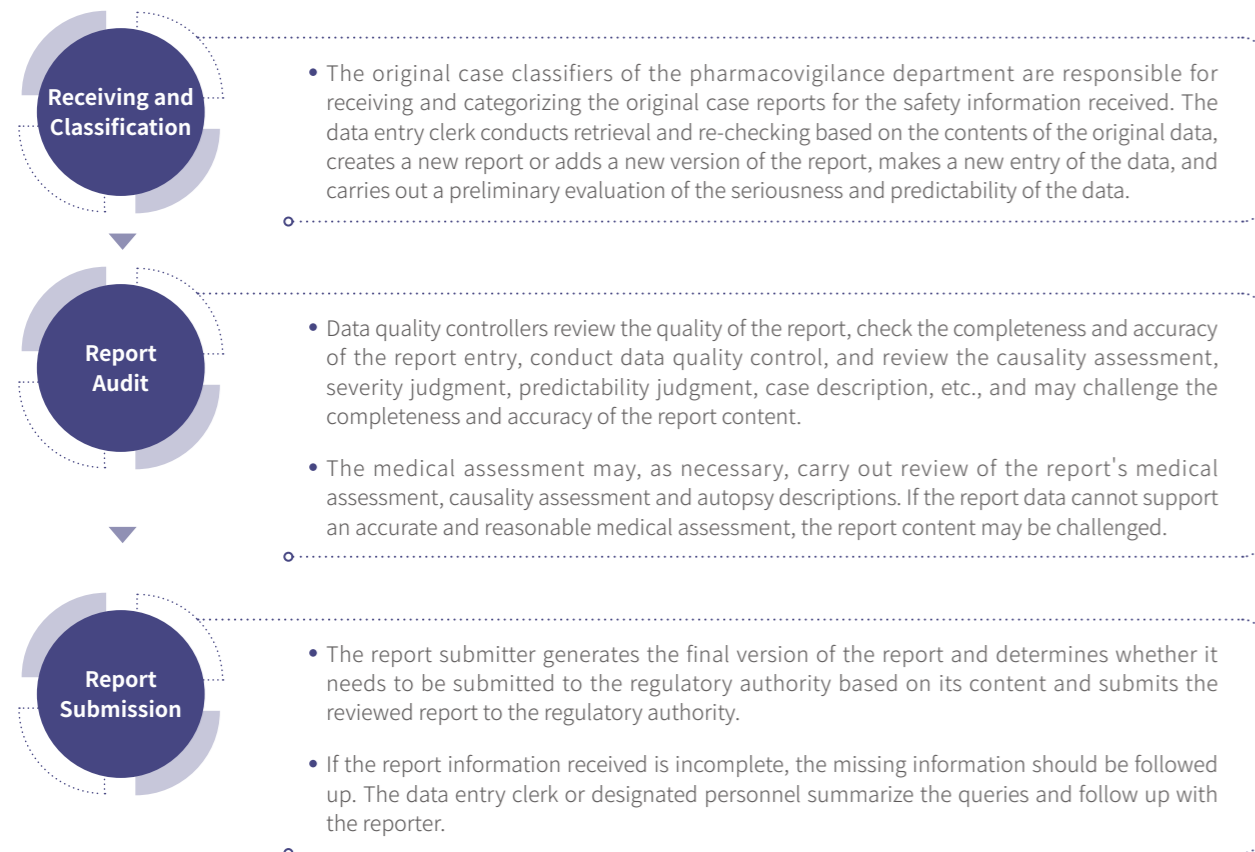 Receiving and
Classification
• The original case classifiers of the pharmacovigilance department are responsible for
receiving and categorizing the original case reports for the safety information received. The
data entry clerk conducts retrieval and re-checking based on the contents of the original data,
creates a new report or adds a new version of the report, makes a new entry of the data, and
carries out a preliminary evaluation of the seriousness and predictability of the data.
Report
Audit
• Data quality controllers review the quality of the report, check the completeness and accuracy
of the report entry, conduct data quality control, and review the causality assessment,
severity judgment, predictability judgment, case description, etc., and may challenge the
completeness and accuracy of the report content.
• The medical assessment may, as necessary, carry out review of the report's medical
assessment, causality assessment and autopsy descriptions. If the report data cannot support
an accurate and reasonable medical assessment, the report content may be challenged.
Report
Submission
• The report submitter generates the final version of the report and determines whether it
needs to be submitted to the regulatory authority based on its content and submits the
reviewed report to the regulatory authority.
• If the report information received is incomplete, the missing information should be followed
up. The data entry clerk or designated personnel summarize the queries and follow up with
the reporter.